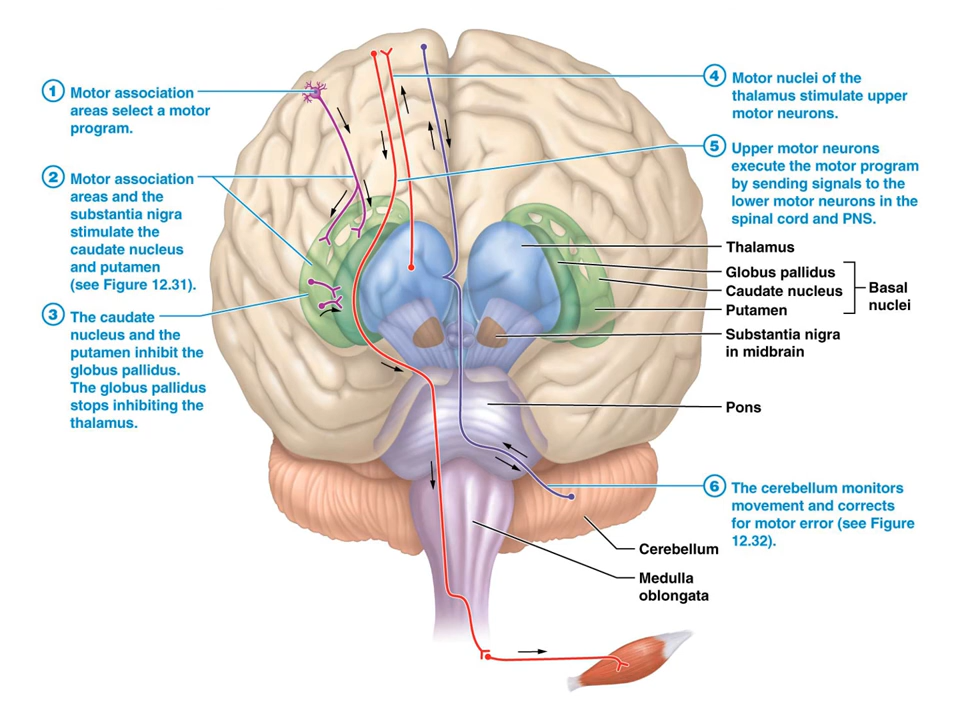 1 Motor association
areas select a motor
program.
2 Motor association
areas and the
substantia nigra
stimulate the
caudate nucleus
and putamen
(see Figure 12.31).
3 The caudate
nucleus and the
putamen inhibit the
globus pallidus.
The globus pallidus
stops inhibiting the
thalamus.
4 Motor nuclei of the
thalamus stimulate upper
motor neurons.
5 Upper motor neurons
execute the motor program
by sending signals to the
lower motor neurons in the
spinal cord and PNS.
Thalamus
Globus pallidus
Caudate nucleus
Putamen
Basal
nuclei
Substantia nigra
in midbrain
Pons
6 The cerebellum monitors
movement and corrects
for motor error (see Figure
12.32).
Cerebellum
Medulla
oblongata